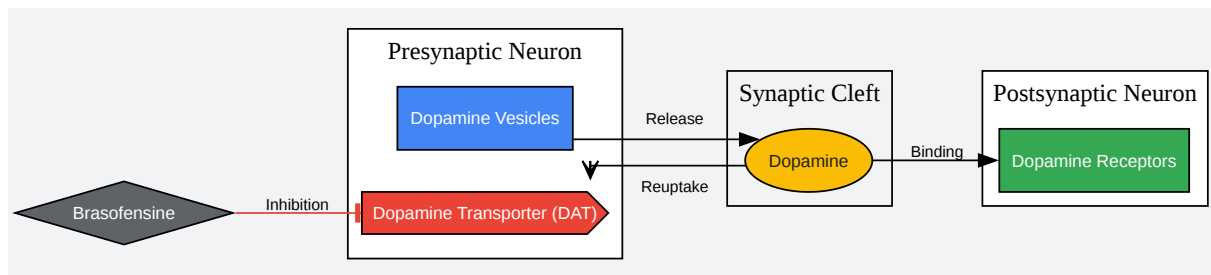 Presynaptic Neuron
Dopamine Vesicles
Release
Synaptic Cleft
Postsynaptic Neuron
Dopamine
Binding
Dopamine Receptors
Reuptake
Brasofensine
Inhibition
Dopamine Transporter (DAT)